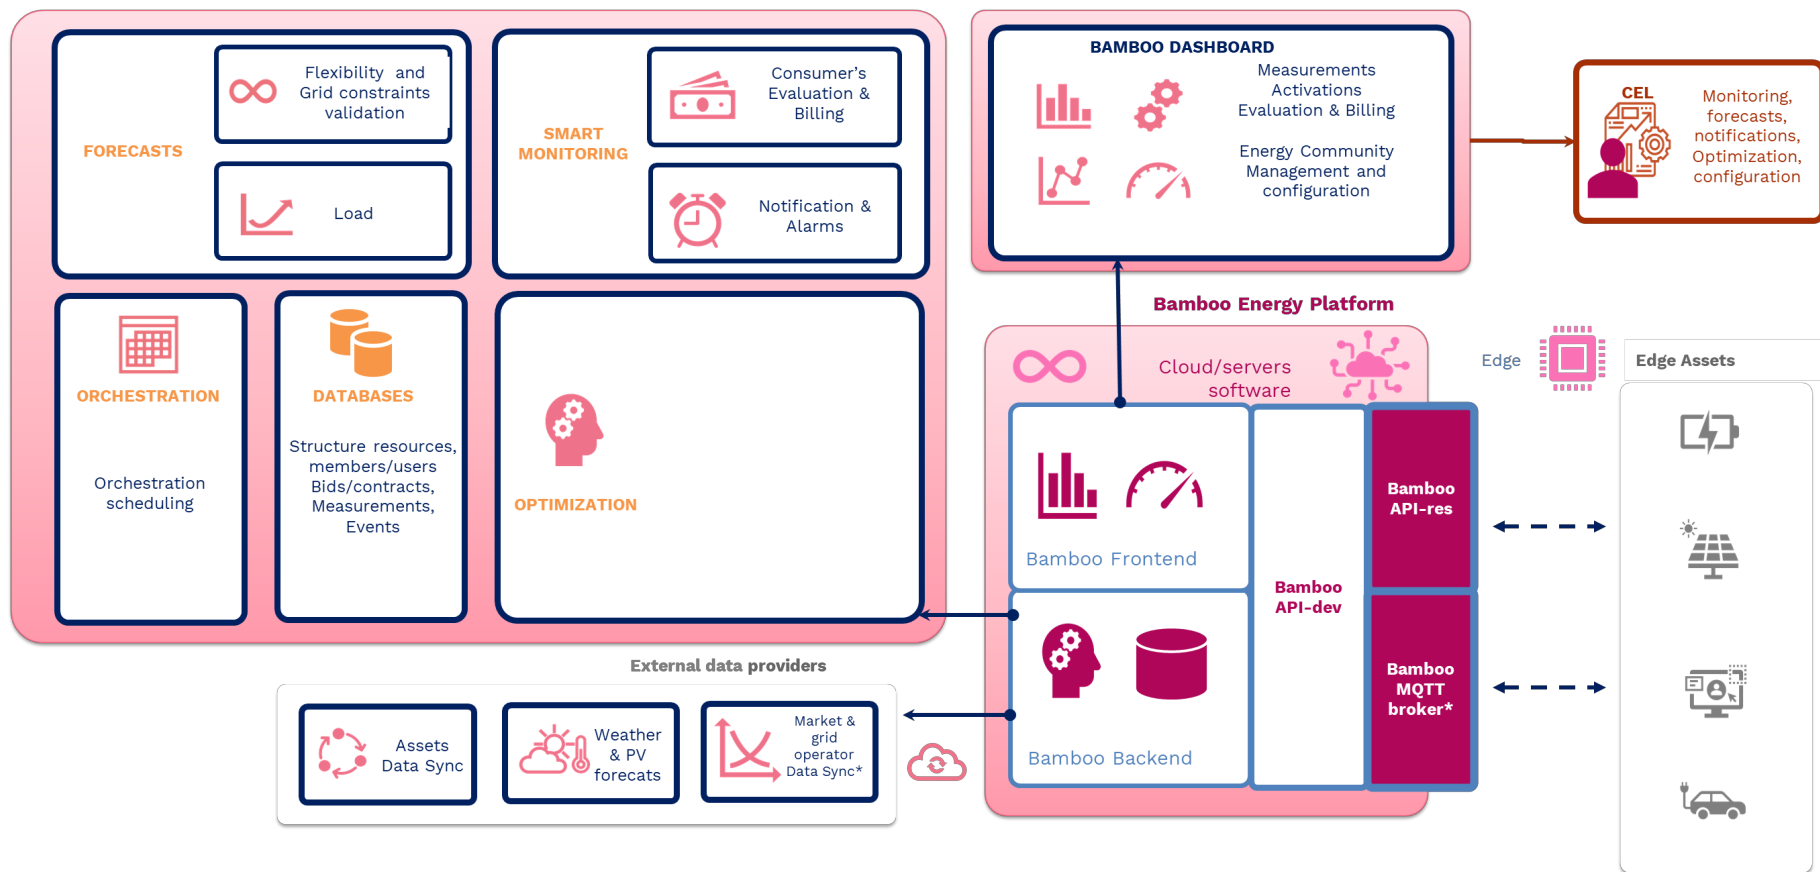 FORECASTS
Flexibility and
Grid constraints
validation
Load
SMART
MONITORING
Consumer's
Evaluation &
Billing
Notification &
Alarms
ORCHESTRATION
Orchestration
scheduling
DATABASES
Structure resources,
members/users
Bids/contracts,
Measurements,
Events
OPTIMIZATION
BAMBOO DASHBOARD
Measurements
Activations
Evaluation & Billing
Energy Community
Management and
configuration
CEL
Monitoring,
forecasts,
notifications,
Optimization,
configuration
Bamboo Energy Platform
Cloud/servers
software
Edge
Edge Assets
Bamboo Frontend
Bamboo
API-dev
Bamboo
API-res
Bamboo
MQTT
broker*
Bamboo Backend
External data providers
Assets
Data Sync
Weather
& PV
forecats
Market &
grid
operator
Data Sync*